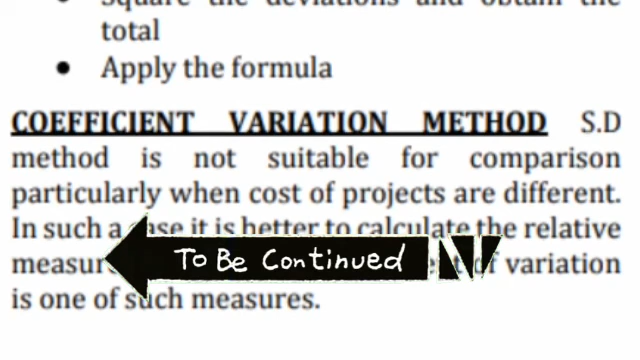 Square the deviations and obtain the
total
• Apply the formula
COEFFICIENT VARIATION METHOD S.D
method is not suitable for comparison
particularly when cost of projects are different.
In such a case it is better to calculate the relative
To Be Continued
of variation
is one of such measures.